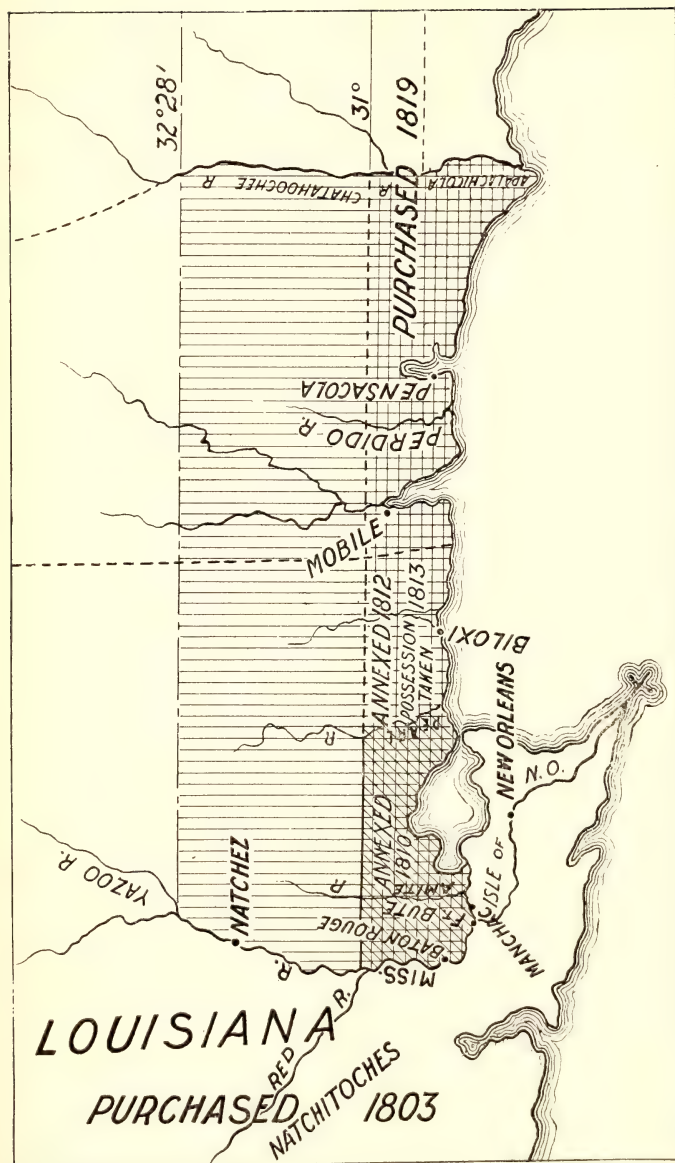 32°28'
31°
PURCHASED 1819
CHATAHOOCHEE R
APALACHICOLA R
PENSACOLA
PERDIDO R.
MOBILE
ANNEXED 1812
POSSESSION
TAKEN 1813
BILOXI
PEARL R.
NEW ORLEANS
ISLE OF N.O.
ANNEXED
1810
AMITE R
FT. BUTE
MANCHAC
BATON ROUGE
YAZOO R.
NATCHEZ
MISS. R.
RED R.
LOUISIANA
PURCHASED 1803
NATCHITOCHES